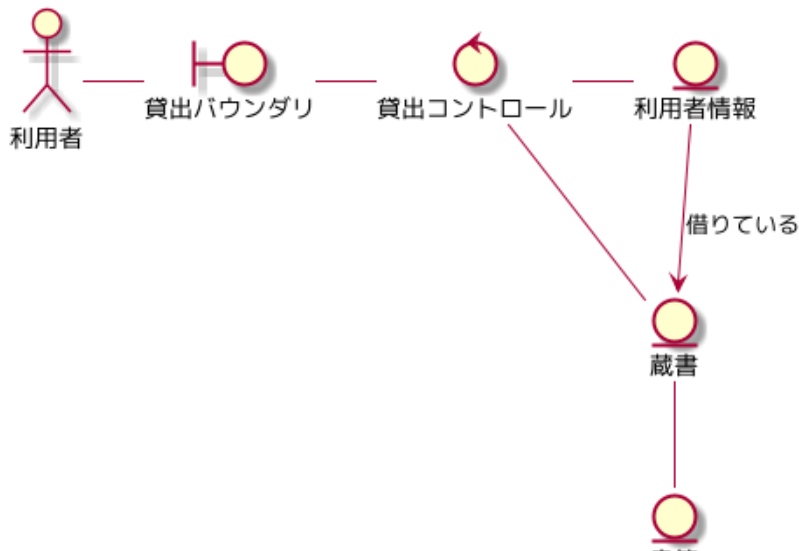 利用者
貸出バウンダリ
貸出コントロール
利用者情報
借りている
蔵書